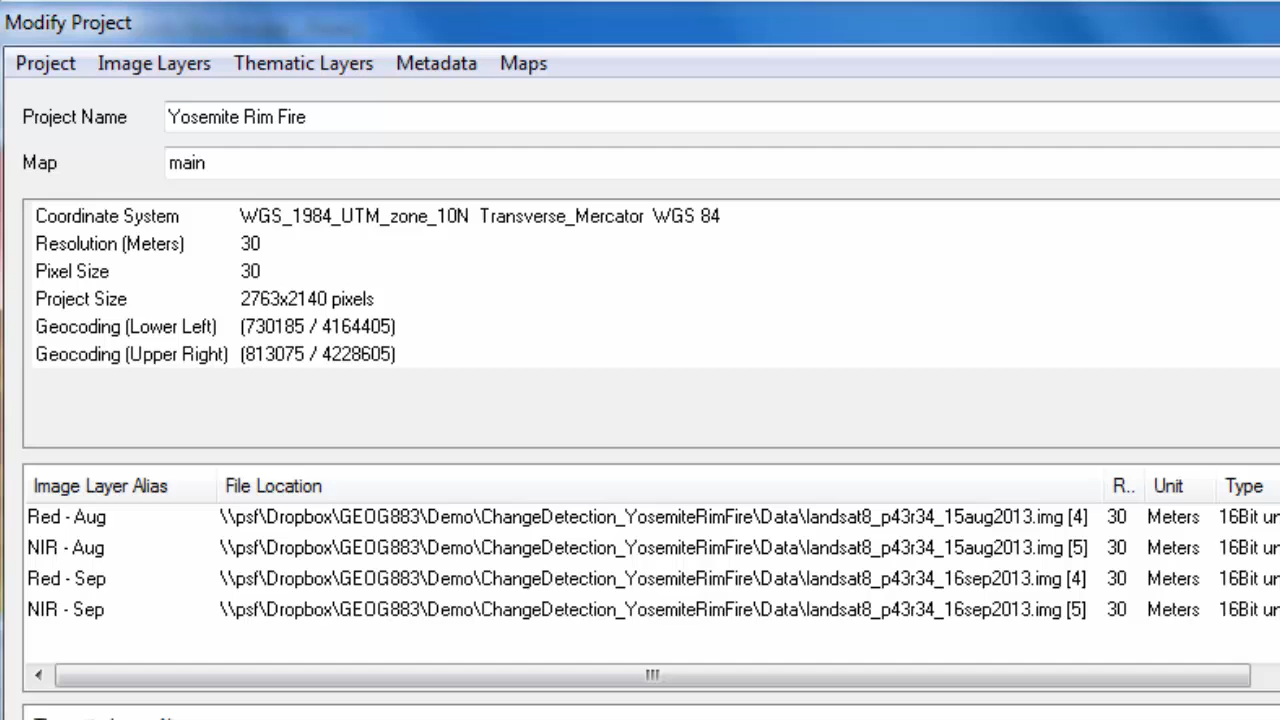 Modify Project
Project Image Layers Thematic Layers Metadata Maps
Project Name Yosemite Rim Fire
Map main
Coordinate System WGS_1984_UTM_zone_10N Transverse_Mercator WGS 84
Resolution (Meters) 30
Pixel Size 30
Project Size 2763x2140 pixels
Geocoding (Lower Left) (730185 / 4164405)
Geocoding (Upper Right) (813075 / 4228605)
Image Layer Alias File Location R.. Unit Type
Red - Aug \\psf\Dropbox\GEOG883\Demo\ChangeDetection_YosemiteRimFire\Data\landsat8_p43r34_15aug2013.img [4] 30 Meters 16Bit un
NIR - Aug \\psf\Dropbox\GEOG883\Demo\ChangeDetection_YosemiteRimFire\Data\landsat8_p43r34_15aug2013.img [5] 30 Meters 16Bit un
Red - Sep \\psf\Dropbox\GEOG883\Demo\ChangeDetection_YosemiteRimFire\Data\landsat8_p43r34_16sep2013.img [4] 30 Meters 16Bit un
NIR - Sep \\psf\Dropbox\GEOG883\Demo\ChangeDetection_YosemiteRimFire\Data\landsat8_p43r34_16sep2013.img [5] 30 Meters 16Bit un